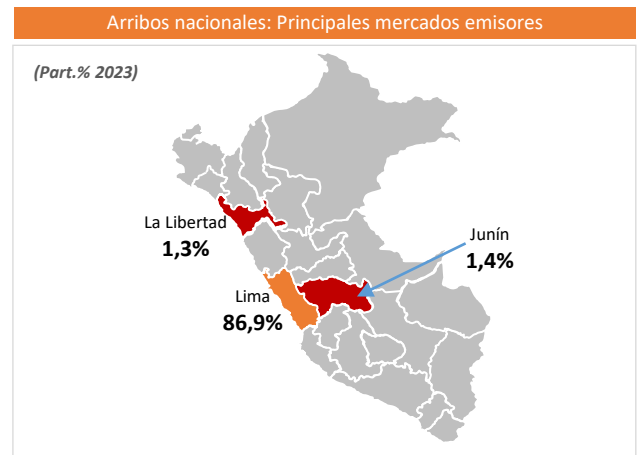 Arribos nacionales: Principales mercados emisores
(Part.% 2023)
La Libertad
1,3%
Junín
1,4%
Lima
86,9%